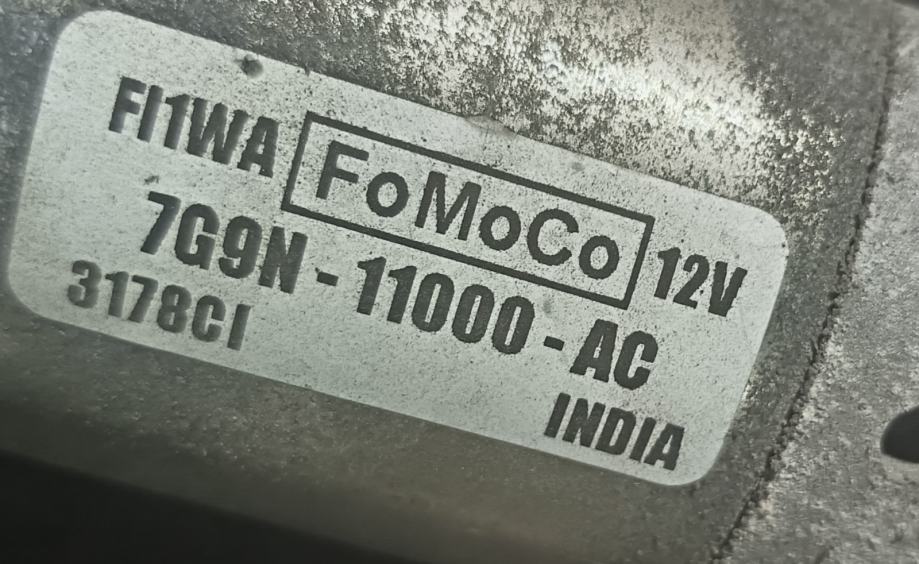 FI1WA FoMoCo 12V
7G9N - 11000 - AC
3178CI
INDIA